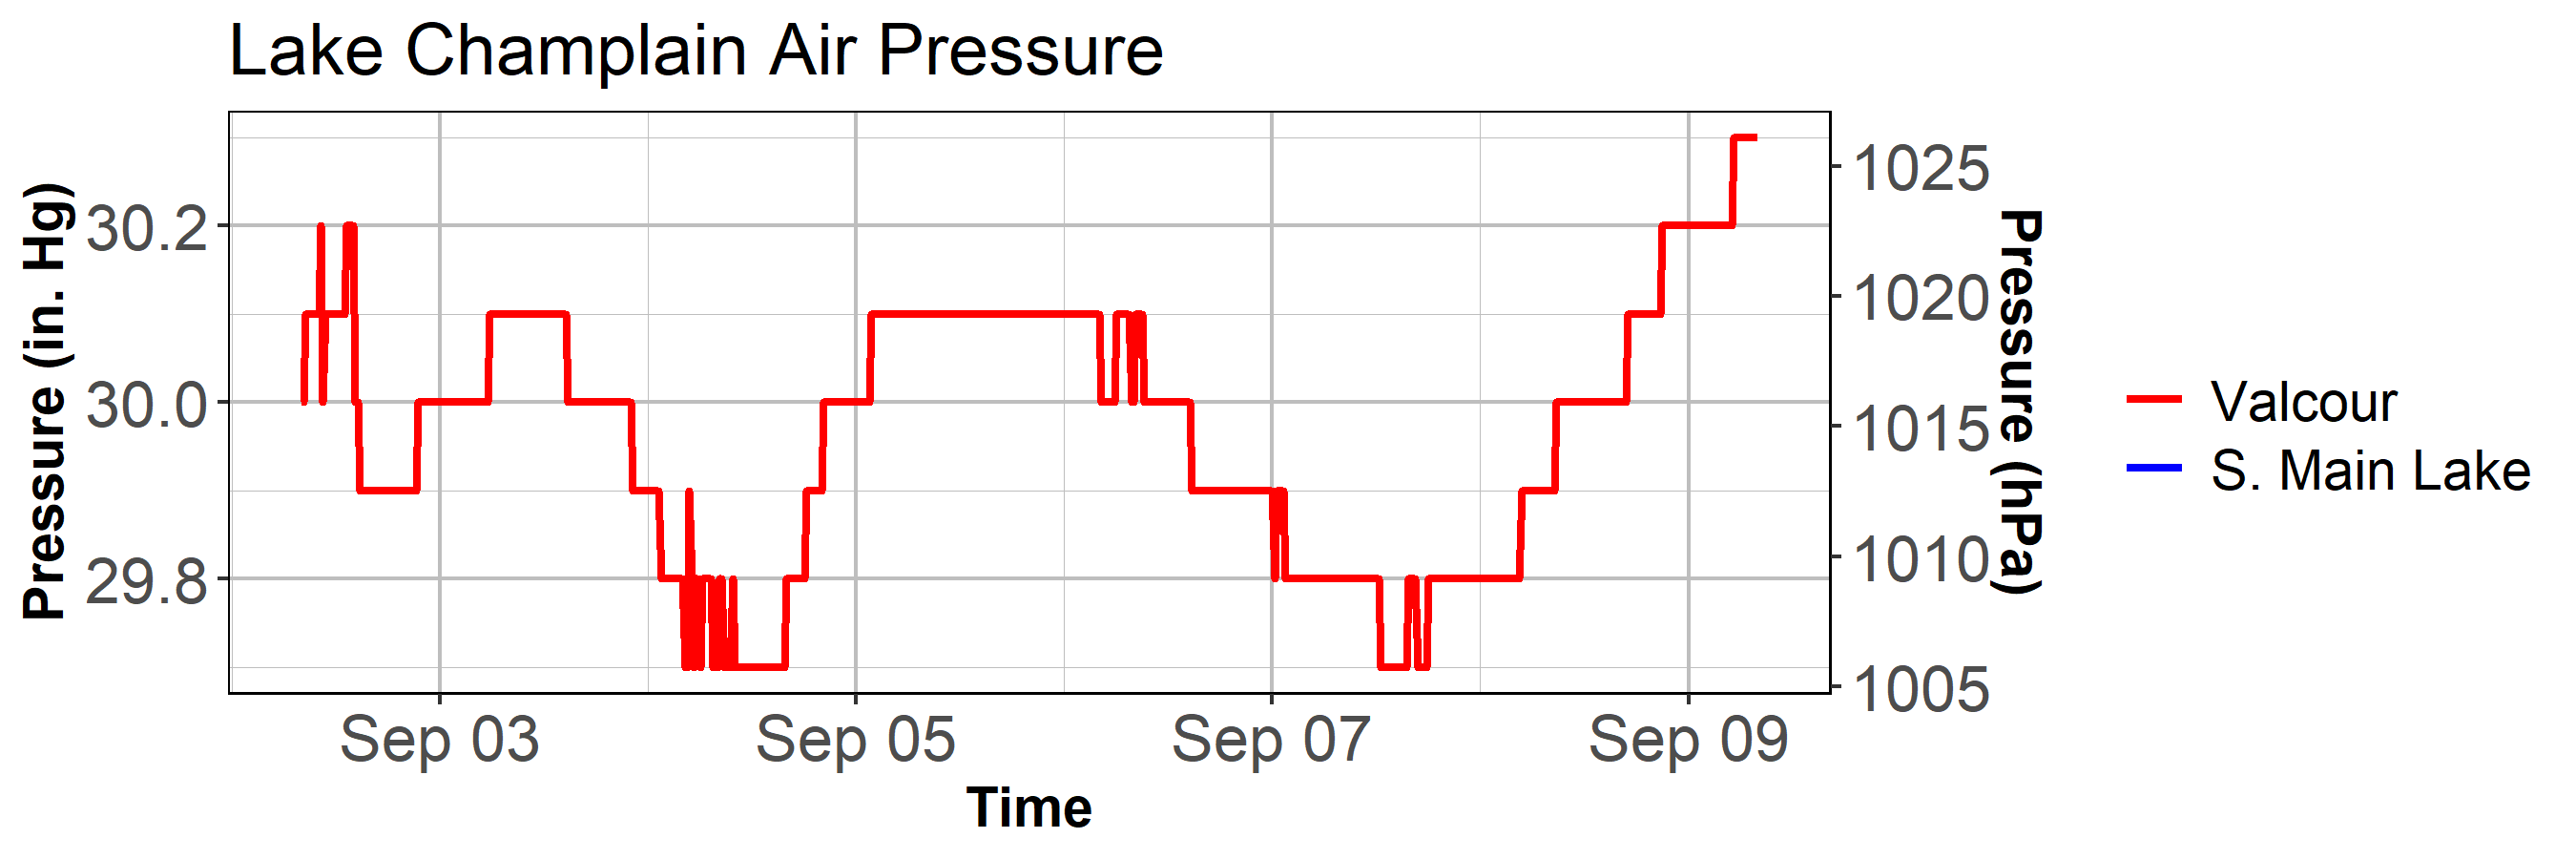 Lake Champlain Air Pressure
Pressure (in. Hg)
30.2
30.0
29.8
1025
1020
1015
1010
1005
Pressure (hPa)
Sep 03 Sep 05 Sep 07 Sep 09
Time
Valcour
S. Main Lake